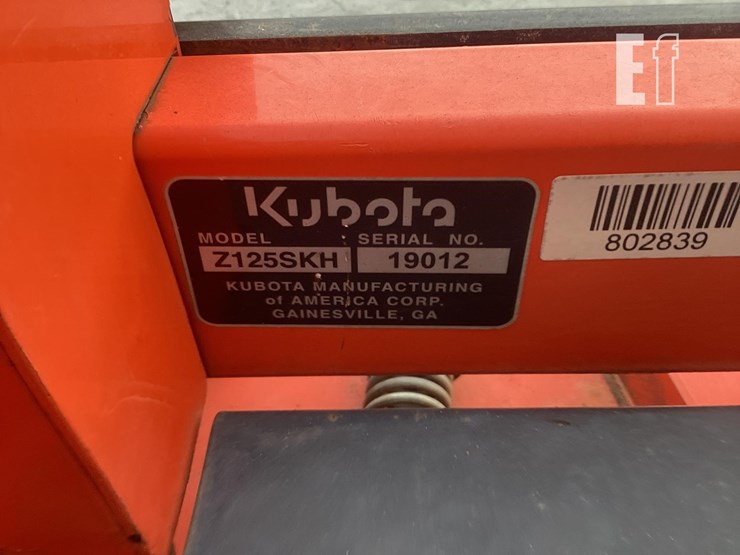 Ef
Kubota
MODEL SERIAL NO.
Z125SKH 19012
KUBOTA MANUFACTURING
of AMERICA CORP.
GAINESVILLE, GA
802839